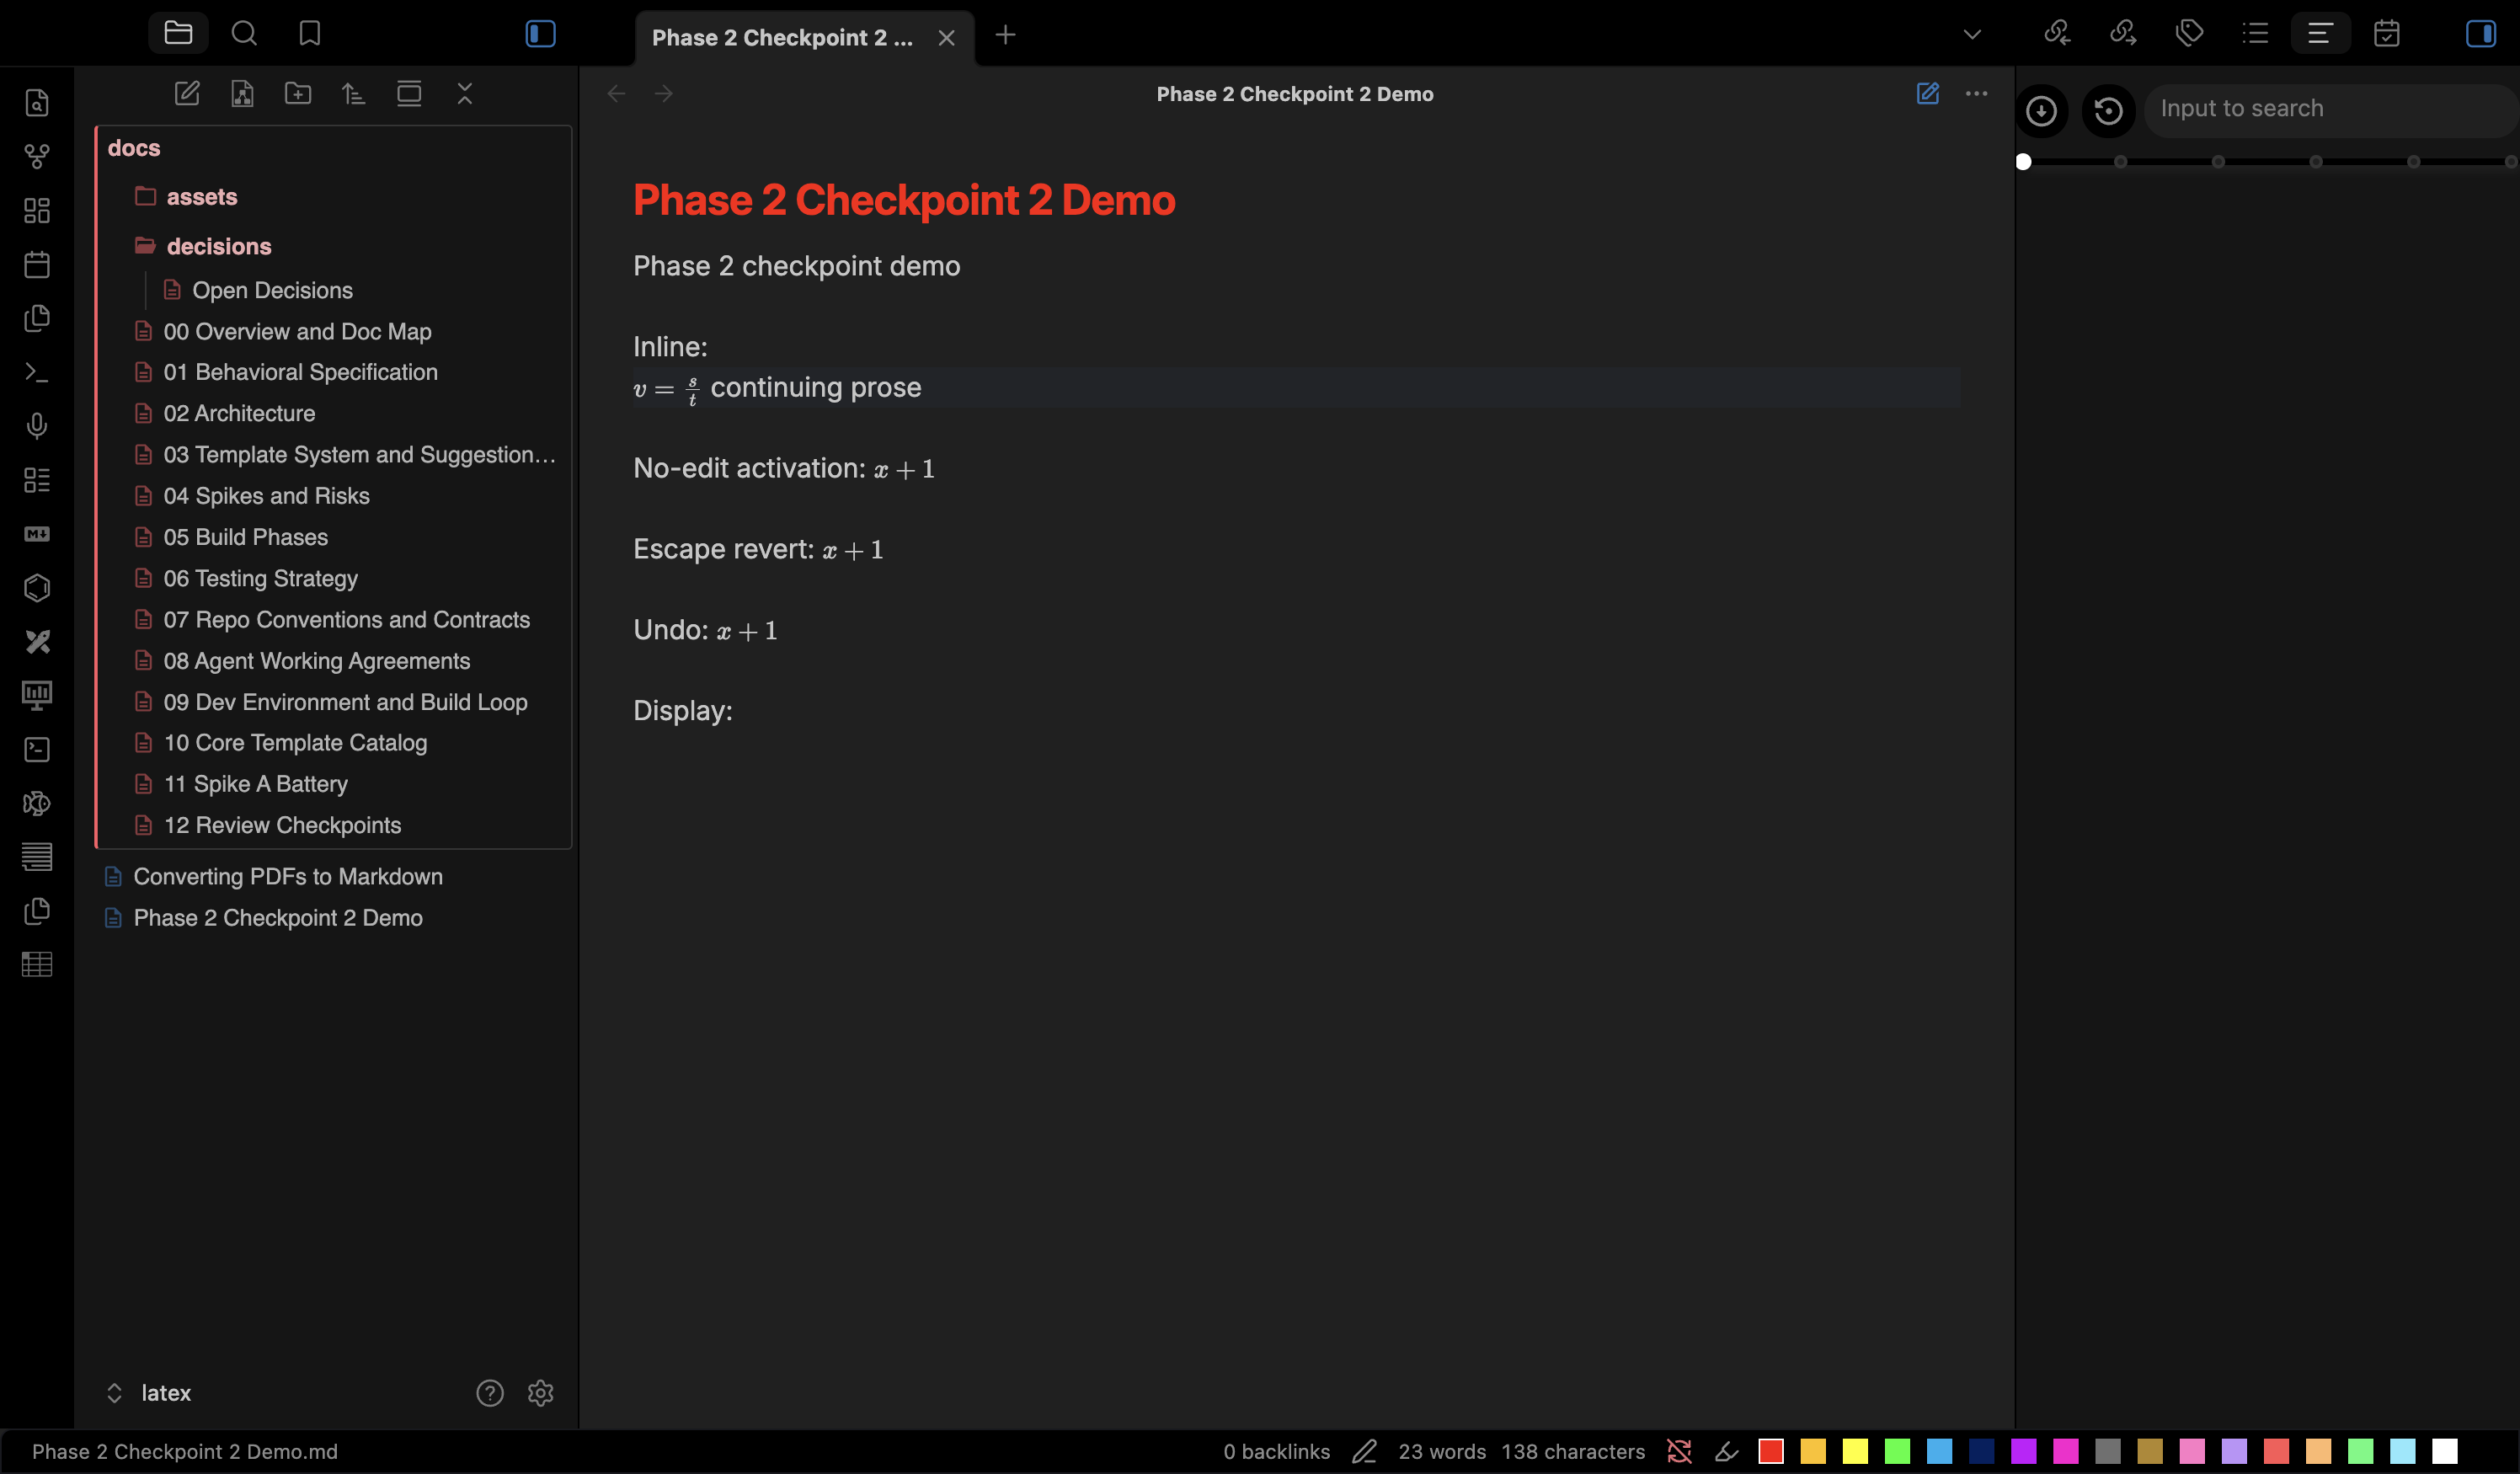 Phase 2 Checkpoint 2 ...
Input to search
Phase 2 Checkpoint 2 Demo
docs
assets
decisions
Open Decisions
00 Overview and Doc Map
01 Behavioral Specification
02 Architecture
03 Template System and Suggestion...
04 Spikes and Risks
05 Build Phases
06 Testing Strategy
07 Repo Conventions and Contracts
08 Agent Working Agreements
09 Dev Environment and Build Loop
10 Core Template Catalog
11 Spike A Battery
12 Review Checkpoints
Converting PDFs to Markdown
Phase 2 Checkpoint 2 Demo
latex
Phase 2 Checkpoint 2 Demo
Phase 2 checkpoint demo
Inline:
v = s/t continuing prose
No-edit activation: x + 1
Escape revert: x + 1
Undo: x + 1
Display:
Phase 2 Checkpoint 2 Demo.md
0 backlinks 23 words 138 characters